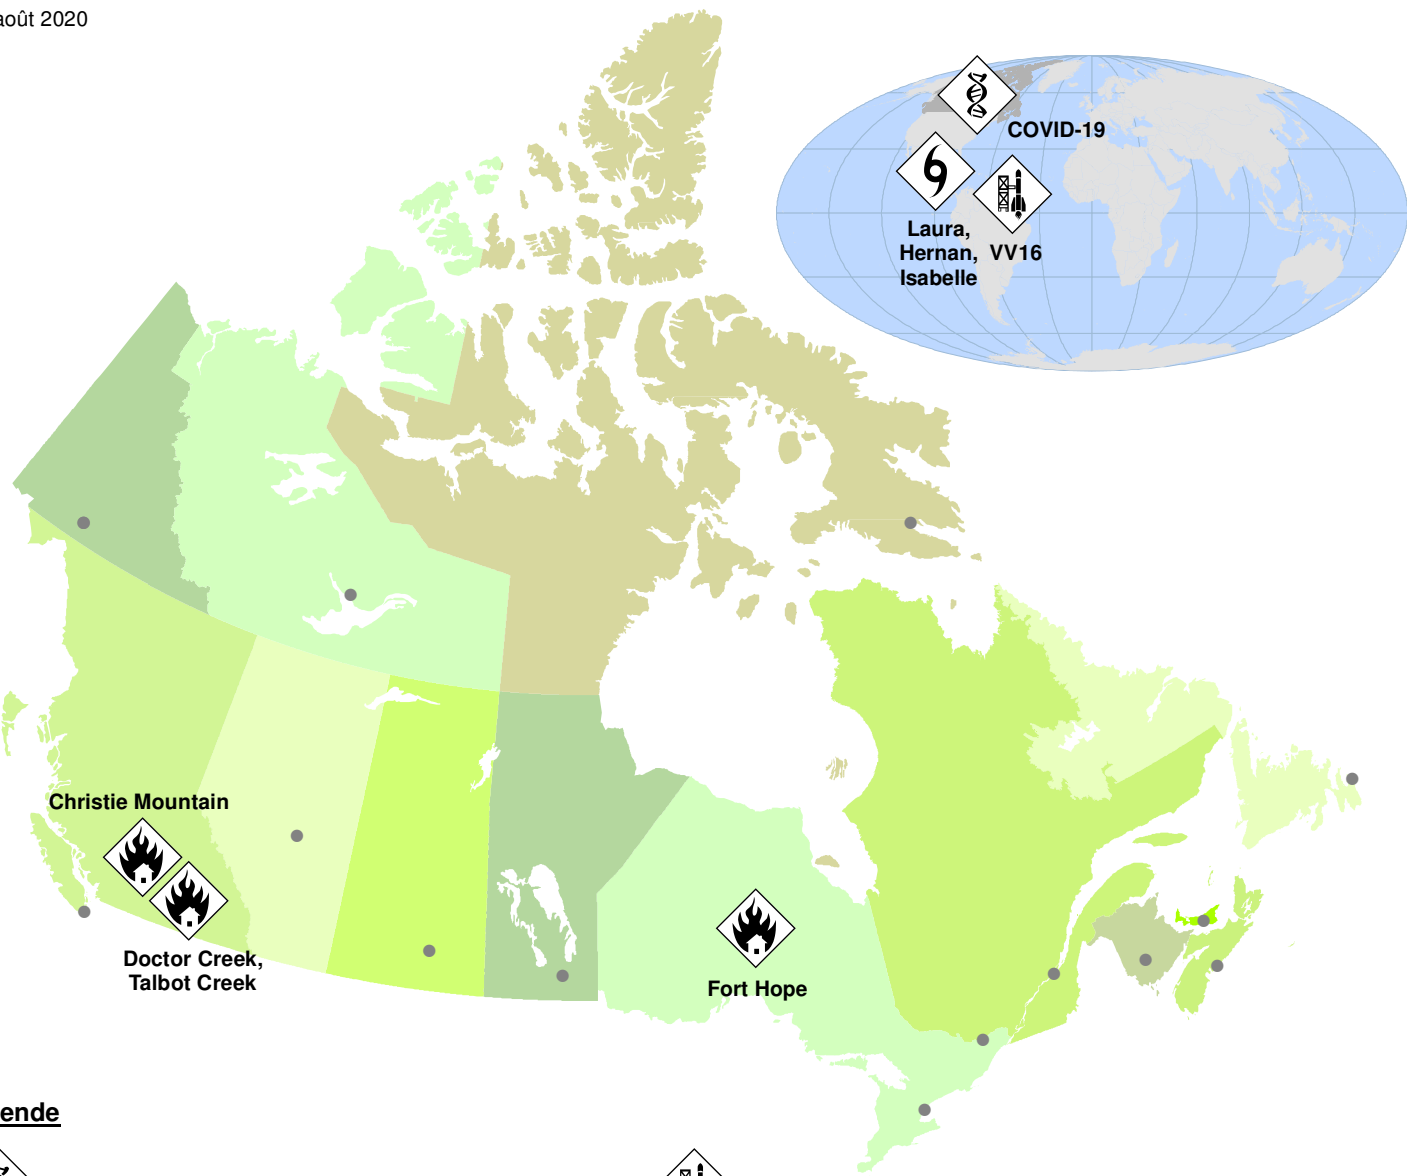 août 2020
COVID-19
Laura,
Hernan, VV16
Isabelle
Christie Mountain
Doctor Creek,
Talbot Creek
Fort Hope
ende